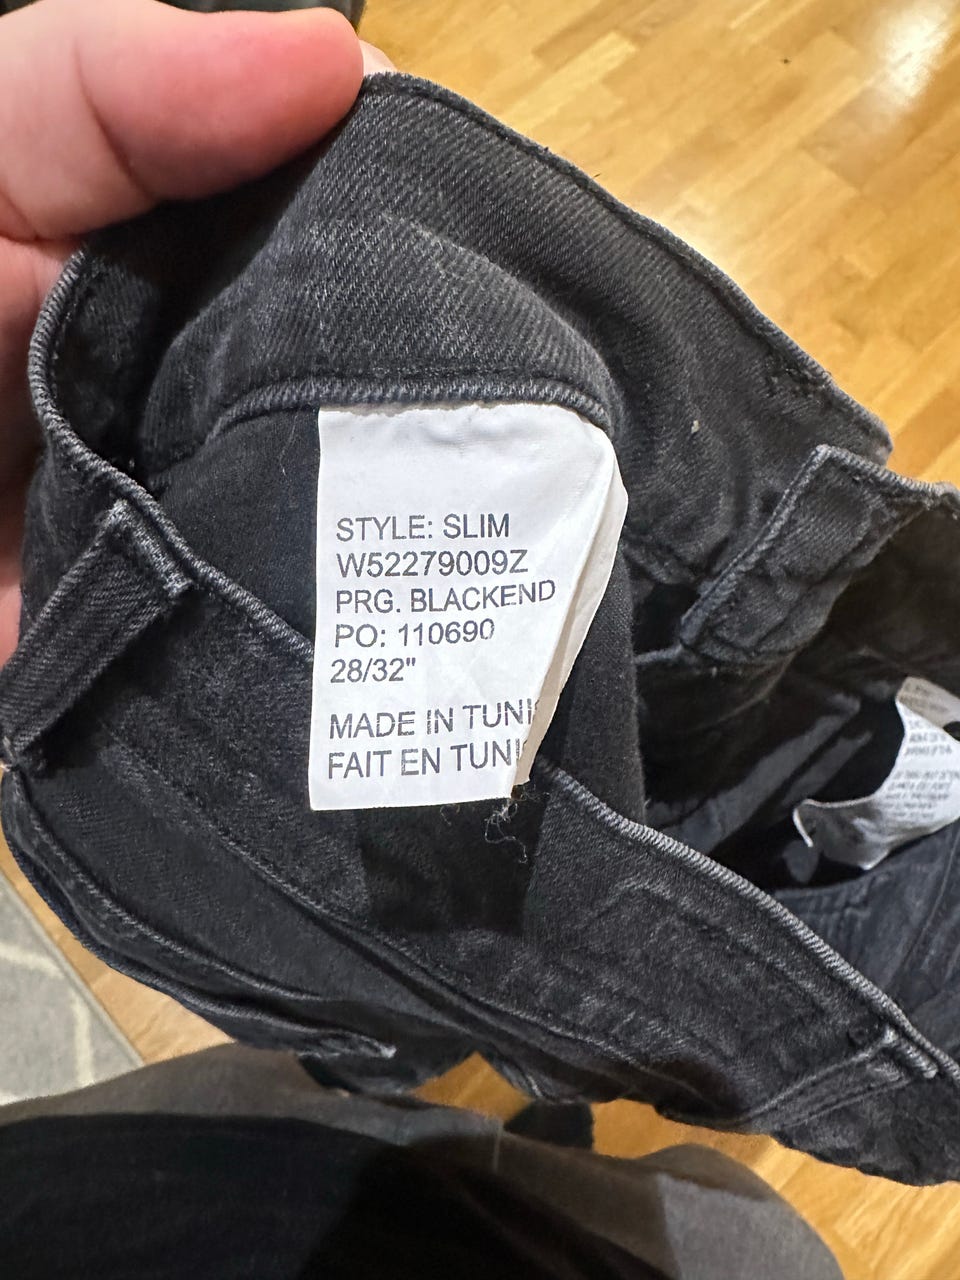 STYLE: SLIM
W52279009Z
PRG. BLACKEND
PO: 110690
28/32"
MADE IN TUNI
FAIT EN TUNI